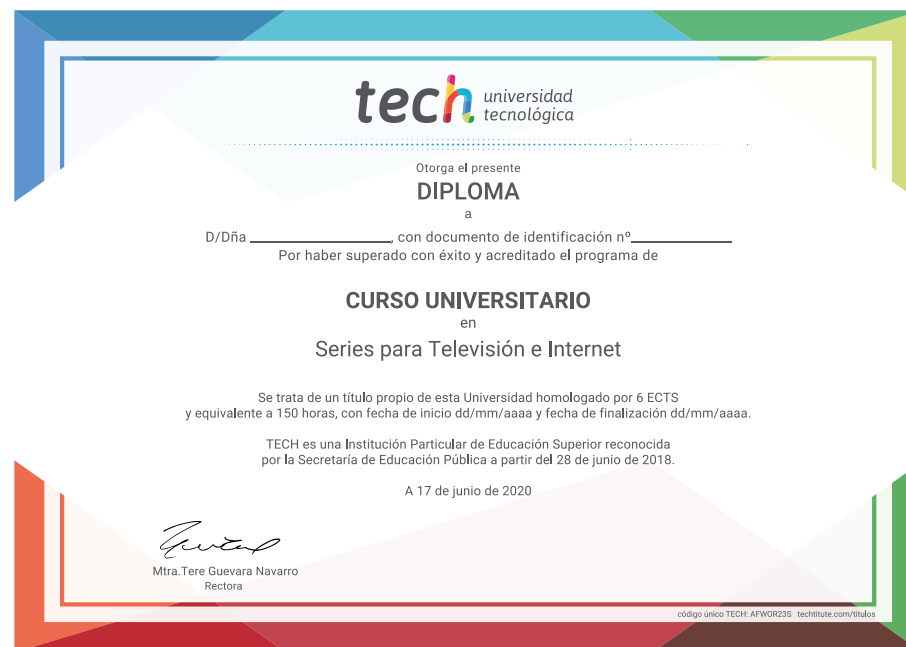 tech universidad
tecnológica
Otorga el presente
DIPLOMA
a
D/Dña ____________________, con documento de identificación nº______________
Por haber superado con éxito y acreditado el programa de
CURSO UNIVERSITARIO
en
Series para Televisión e Internet
Se trata de un título propio de esta Universidad homologado por 6 ECTS
y equivalente a 150 horas, con fecha de inicio dd/mm/aaaa y fecha de finalización dd/mm/aaaa.
TECH es una Institución Particular de Educación Superior reconocida
por la Secretaría de Educación Pública a partir del 28 de junio de 2018.
A 17 de junio de 2020
Mtra.Tere Guevara Navarro
Rectora
código único TECH: AFWOR23S techtitute.com/titulos